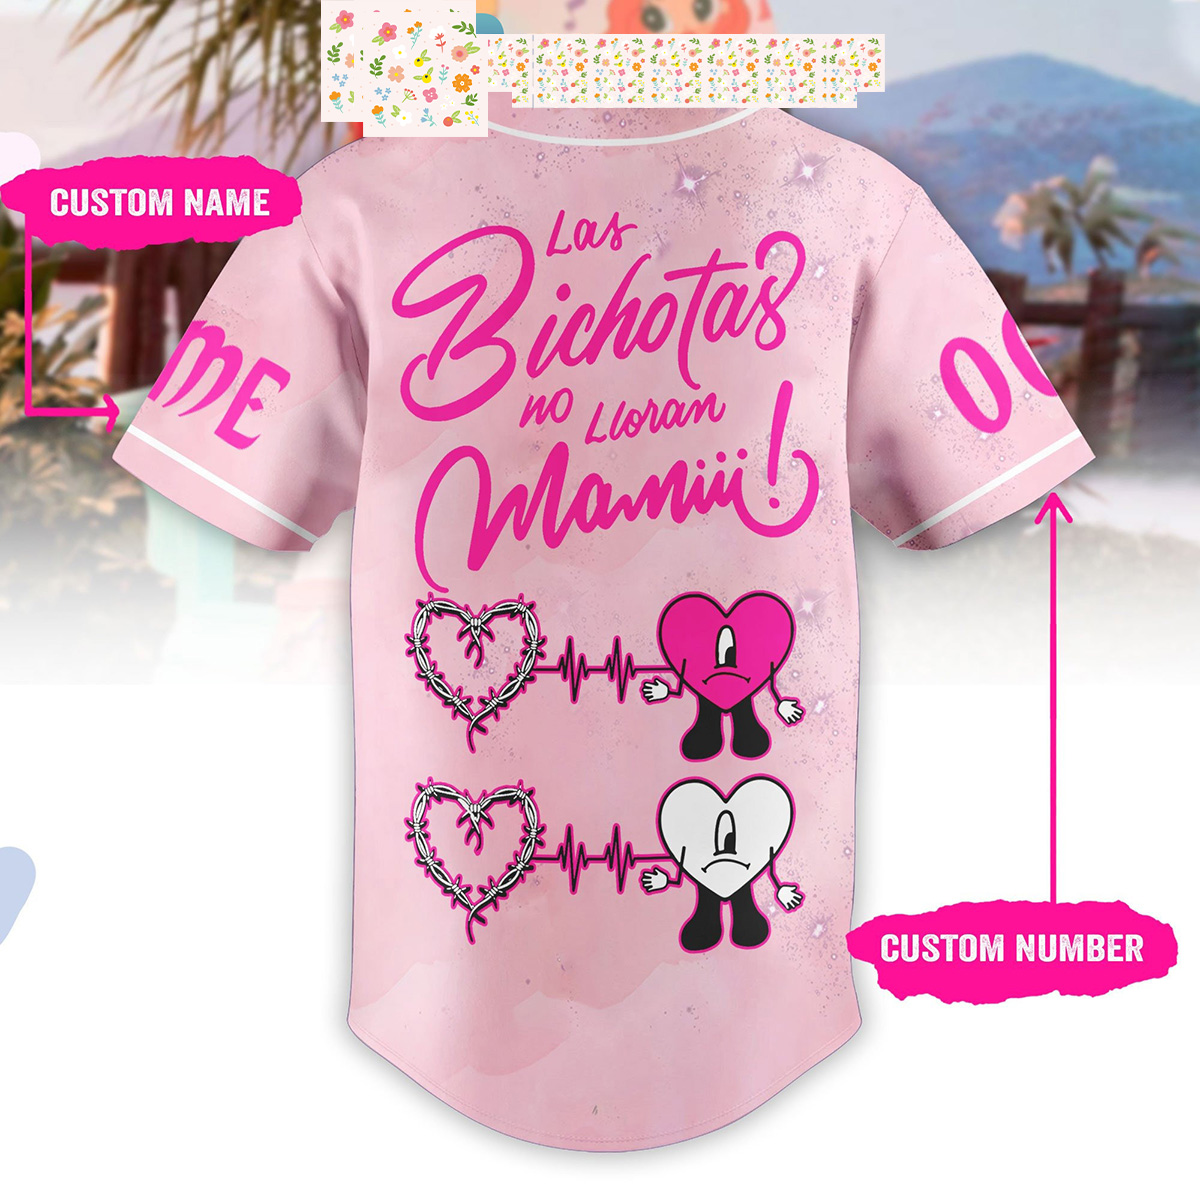 CUSTOM NAME
Las
Bichotas
no Lloran
Mamiii!
CUSTOM NUMBER